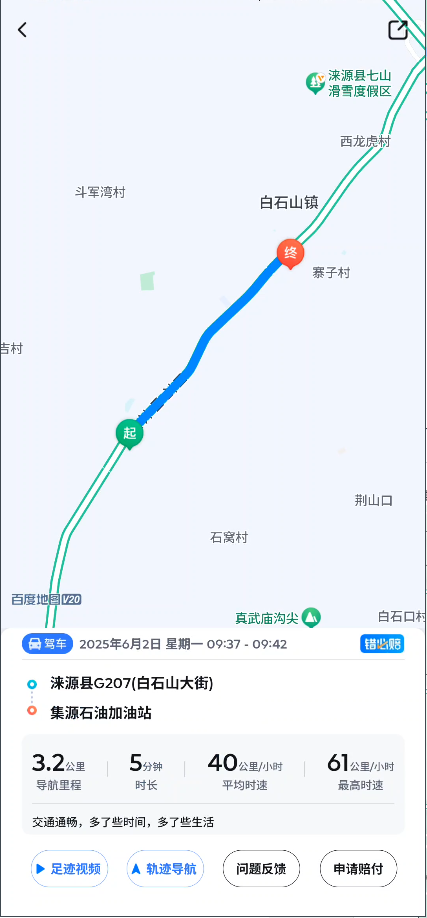 涞源县七山
滑雪度假区
西龙虎村
斗军湾村
白石山镇
终
寨子村
吉村
起
荆山口
石窝村
百度地图 V20
真武庙沟尖
白石口村
驾车 2025年6月2日 星期一 09:37 - 09:42 错必赔
涞源县G207(白石山大街)
集源石油加油站
3.2公里 5分钟 40公里/小时 61公里/小时
导航里程 时长 平均时速 最高时速
交通通畅，多了些时间，多了些生活
足迹视频 轨迹导航 问题反馈 申请赔付